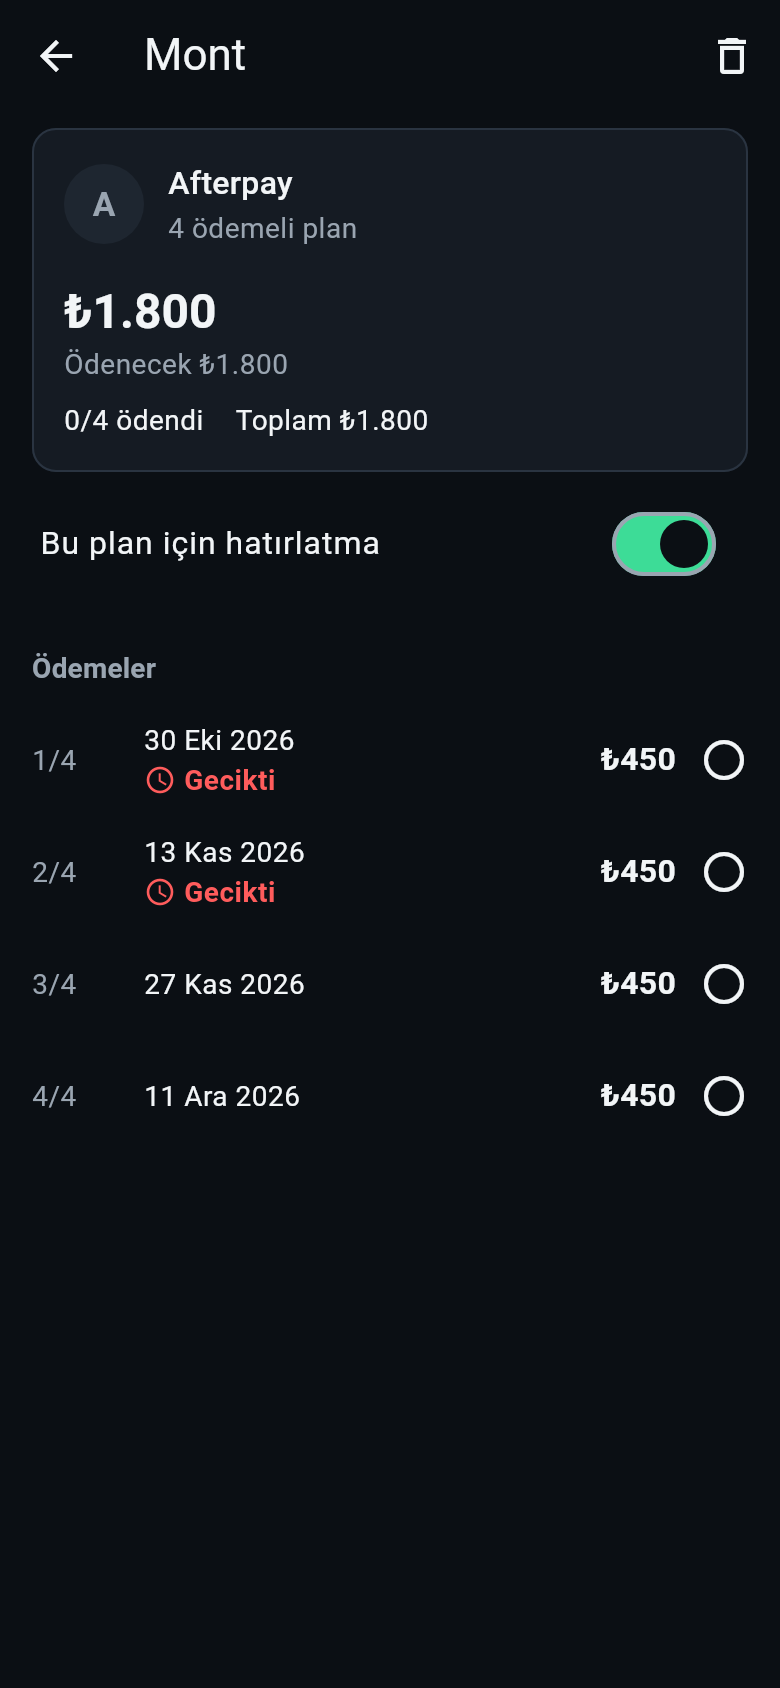 Mont
A
Afterpay
4 ödemeli plan
₺1.800
Ödenecek ₺1.800
0/4 ödendi Toplam ₺1.800
Bu plan için hatırlatma
Ödemeler
1/4 30 Eki 2026 ₺450
Gecikti
2/4 13 Kas 2026 ₺450
Gecikti
3/4 27 Kas 2026 ₺450
4/4 11 Ara 2026 ₺450